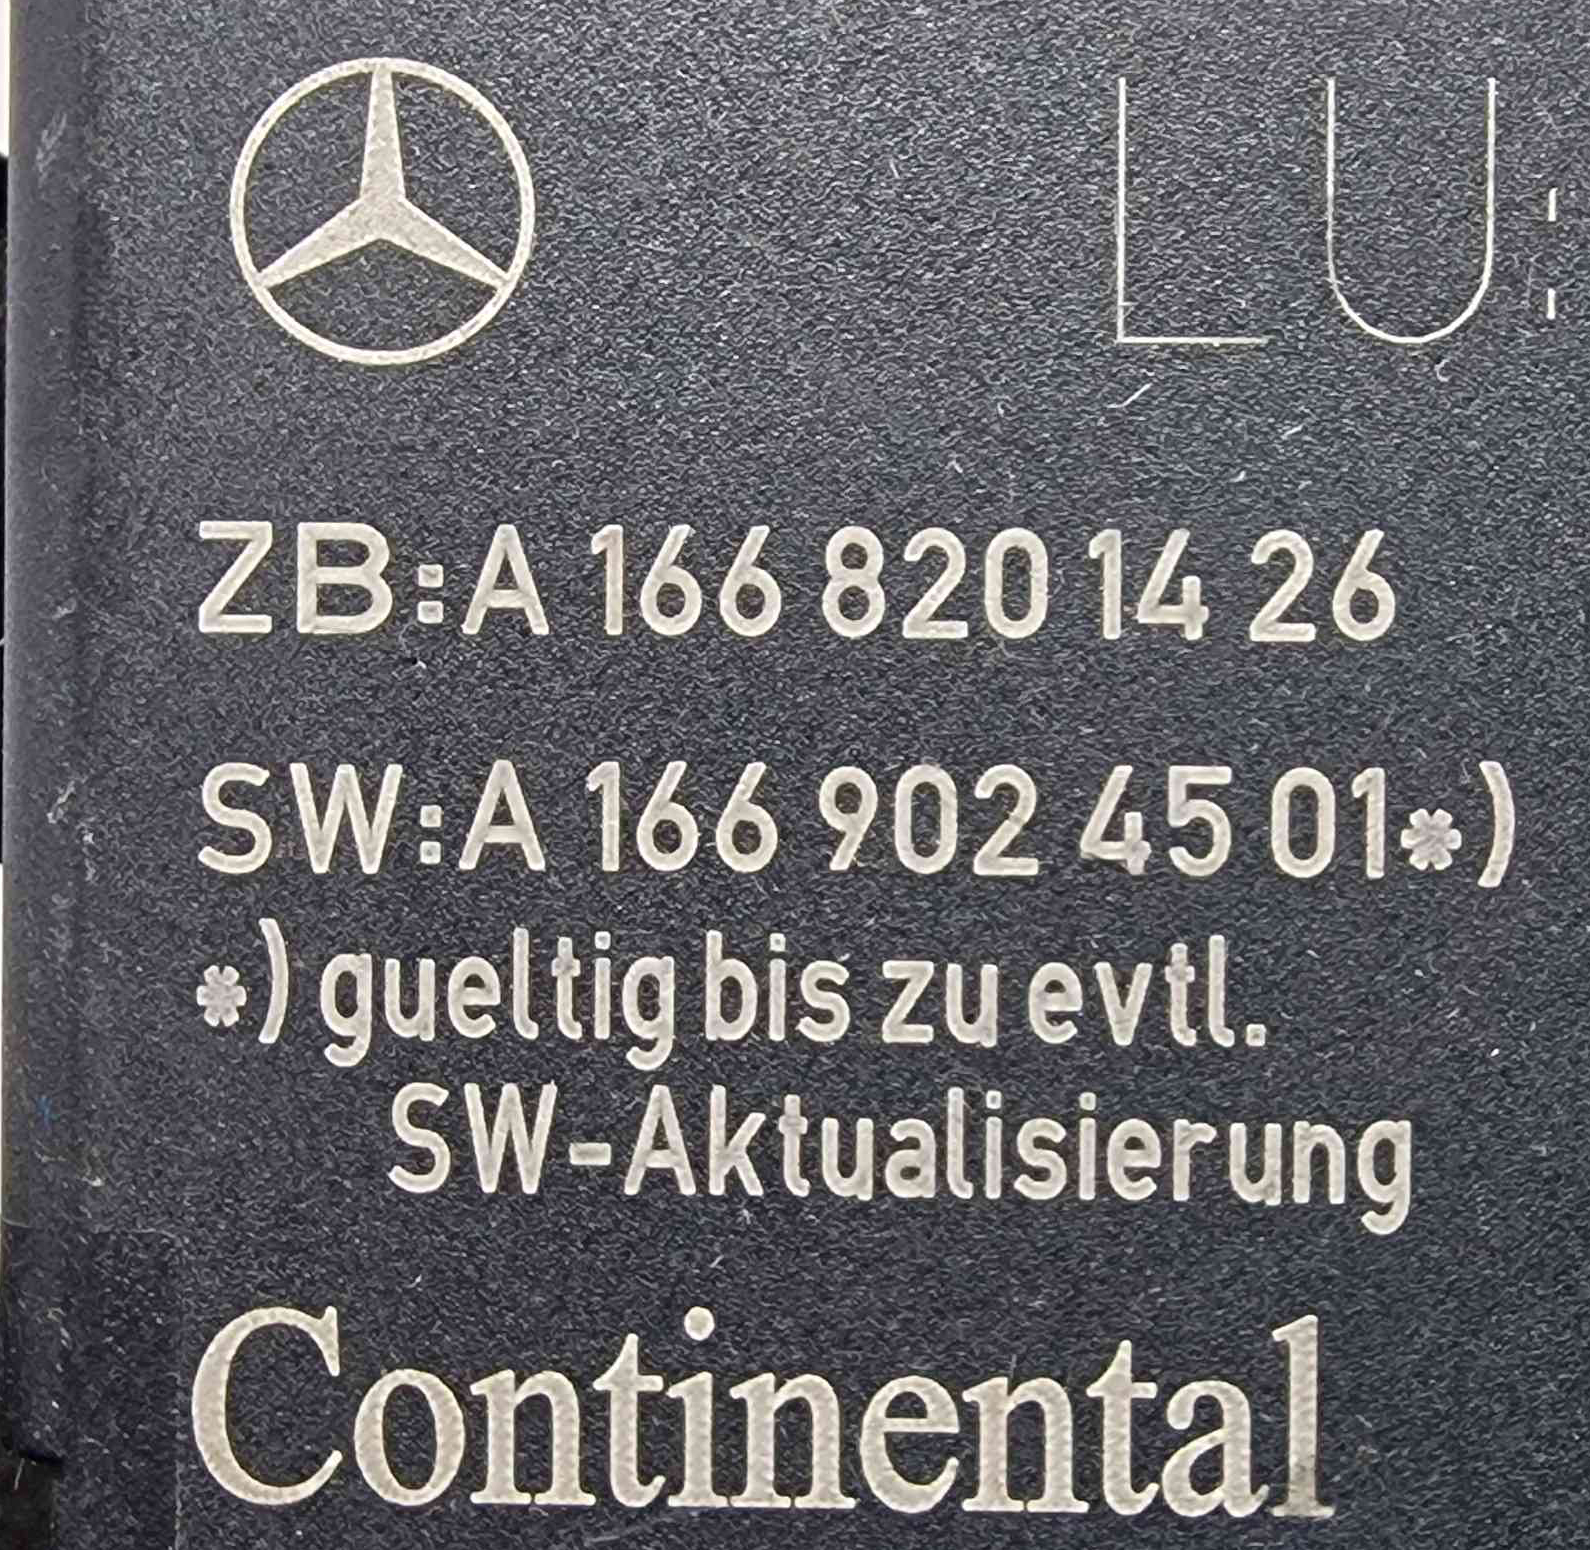 LU:
ZB:A 166 820 14 26
SW:A 166 902 45 01*)
*) gueltig bis zu evtl.
SW-Aktualisierung
Continental